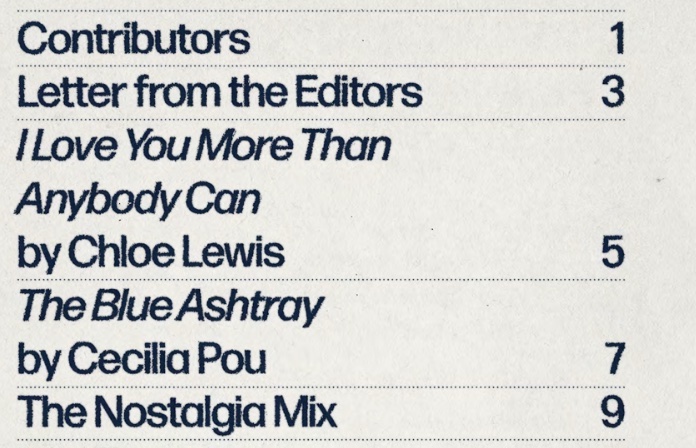 Contributors 1
Letter from the Editors 3
I Love You More Than
Anybody Can
by Chloe Lewis 5
The Blue Ashtray
by Cecilia Pou 7
The Nostalgia Mix 9